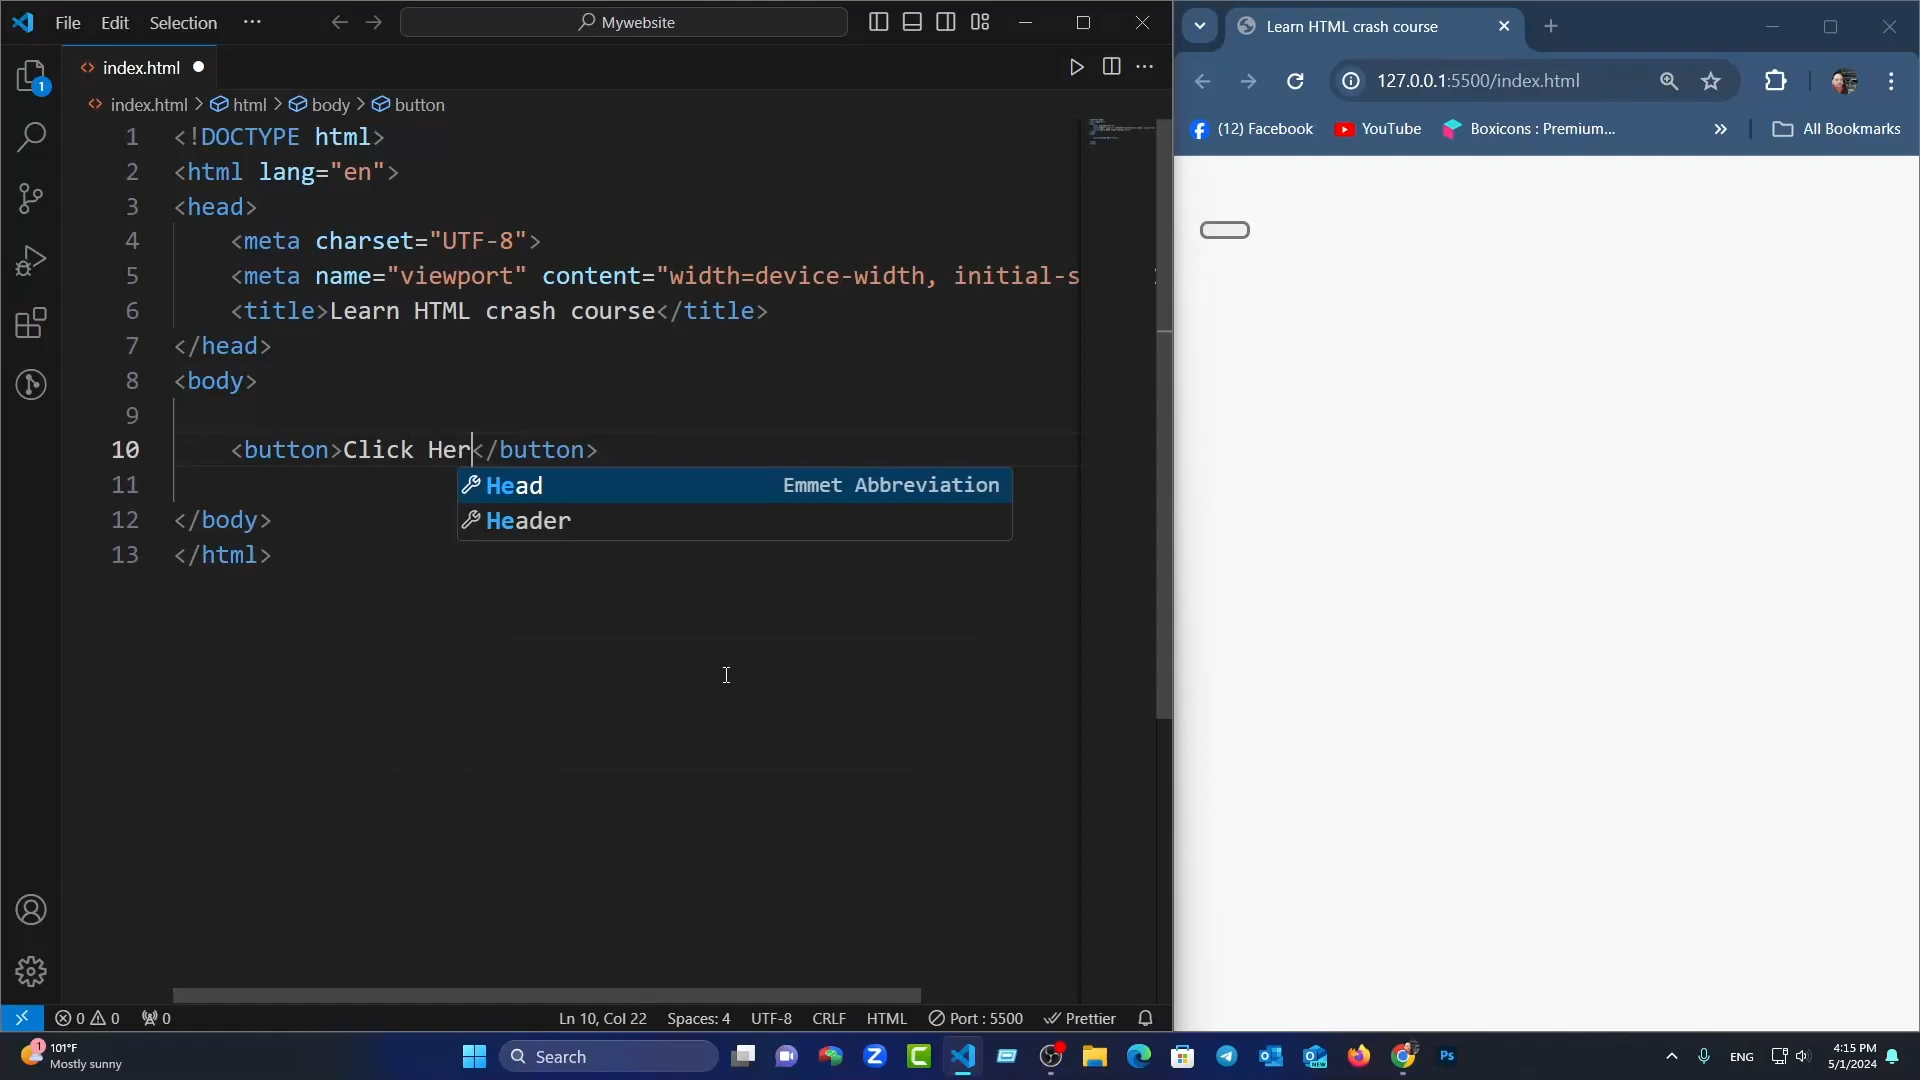 File Edit Selection ···
Mywebsite
index.html
index.html > html > body > button
1 <!DOCTYPE html>
2 <html lang="en">
3 <head>
4 <meta charset="UTF-8">
5 <meta name="viewport" content="width=device-width, initial-s
6 <title>Learn HTML crash course</title>
7 </head>
8 <body>
9
10 <button>Click Her</button>
11
12 </body>
13 </html>
Head Emmet Abbreviation
Header
1
0 0 0
Ln 10, Col 22 Spaces: 4 UTF-8 CRLF HTML Port : 5500 Prettier
Learn HTML crash course
127.0.0.1:5500/index.html
(12) Facebook YouTube Boxicons : Premium... » All Bookmarks
1
101°F
Mostly sunny
Search
NEW
Ps
ENG
4:15 PM
5/1/2024